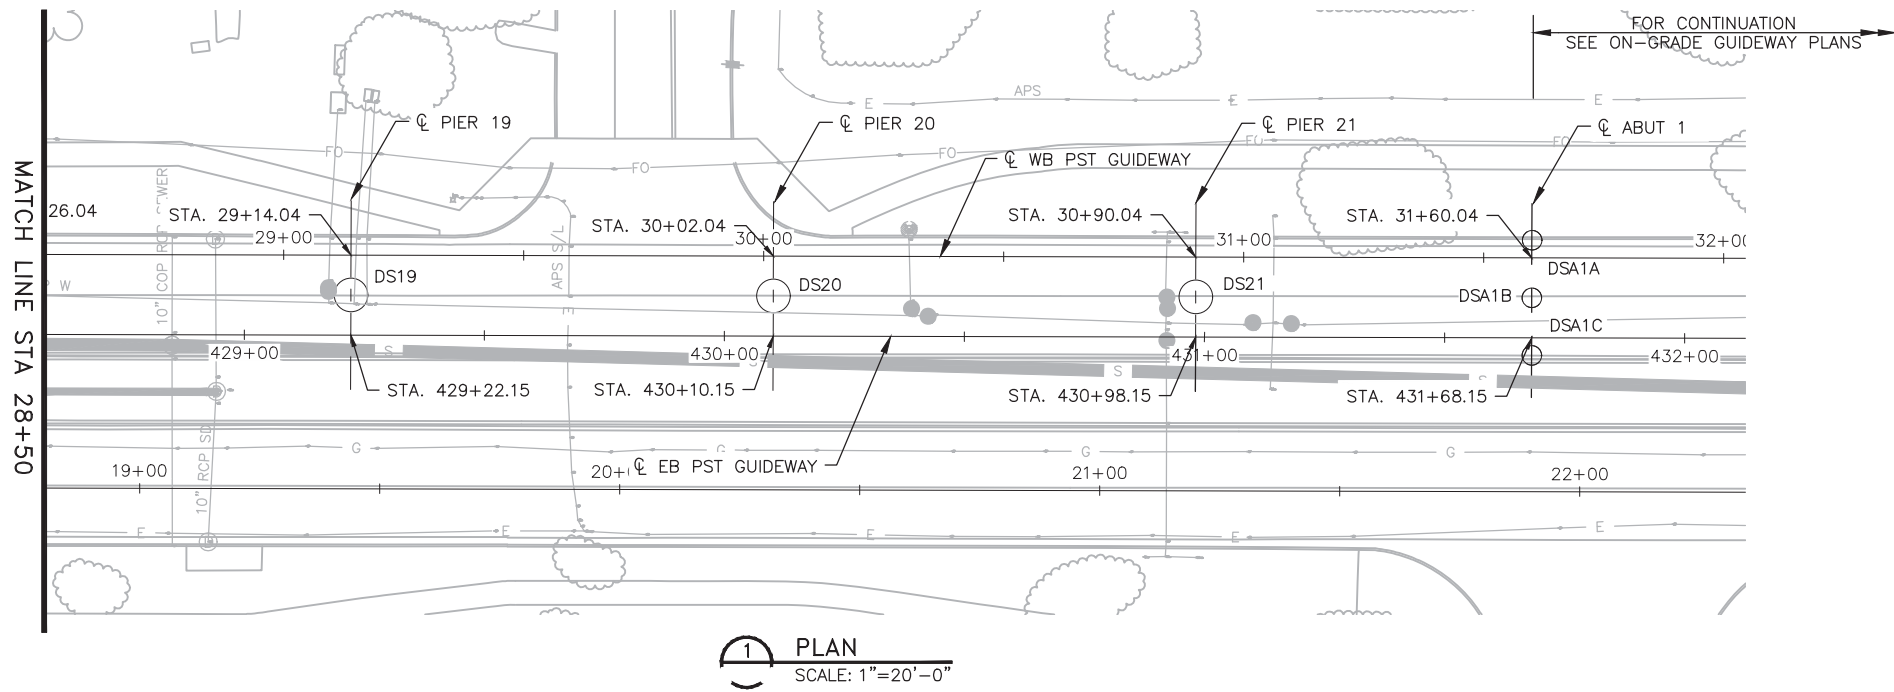 FOR CONTINUATION
SEE ON-GRADE GUIDEWAY PLANS
APS
E
E
E
℄ PIER 19
℄ PIER 20
℄ PIER 21
℄ ABUT 1
FO
FO
FO
FO
℄ WB PST GUIDEWAY
MATCH LINE STA 28+50
26.04
STA. 29+14.04
STA. 30+02.04
STA. 30+90.04
STA. 31+60.04
29+00
30+00
31+00
32+00
10" COP RCP SEWER
APS S/L
DS19
DS20
DS21
DSA1A
DSA1B
DSA1C
W
E
S
429+00
430+00
431+00
432+00
S
STA. 429+22.15
STA. 430+10.15
STA. 430+98.15
STA. 431+68.15
10" RCP SD
G
G
G
G
℄ EB PST GUIDEWAY
19+00
20+
21+00
22+00
E
E
E
E
E
1
PLAN
SCALE: 1"=20'-0"